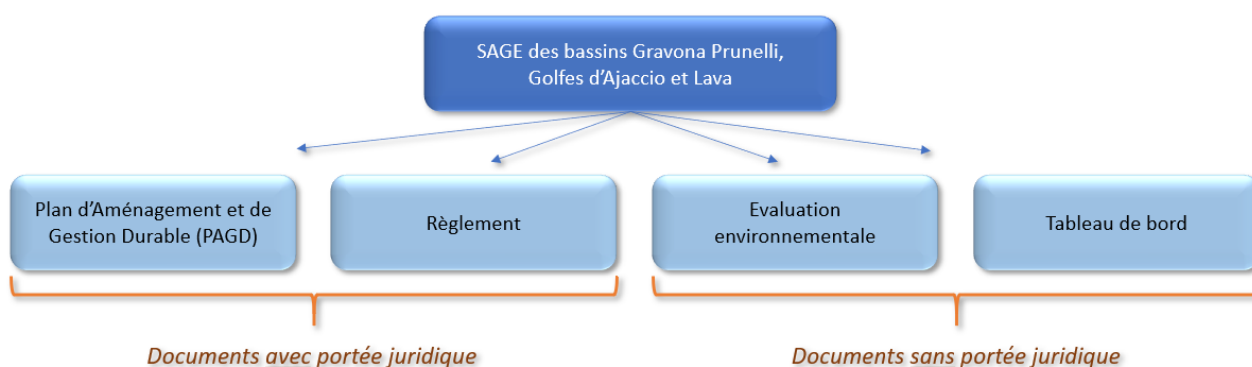 SAGE des bassins Gravona Prunelli,
Golfes d'Ajaccio et Lava
Plan d'Aménagement et de
Gestion Durable (PAGD)
Règlement
Evaluation
environnementale
Tableau de bord
Documents avec portée juridique
Documents sans portée juridique